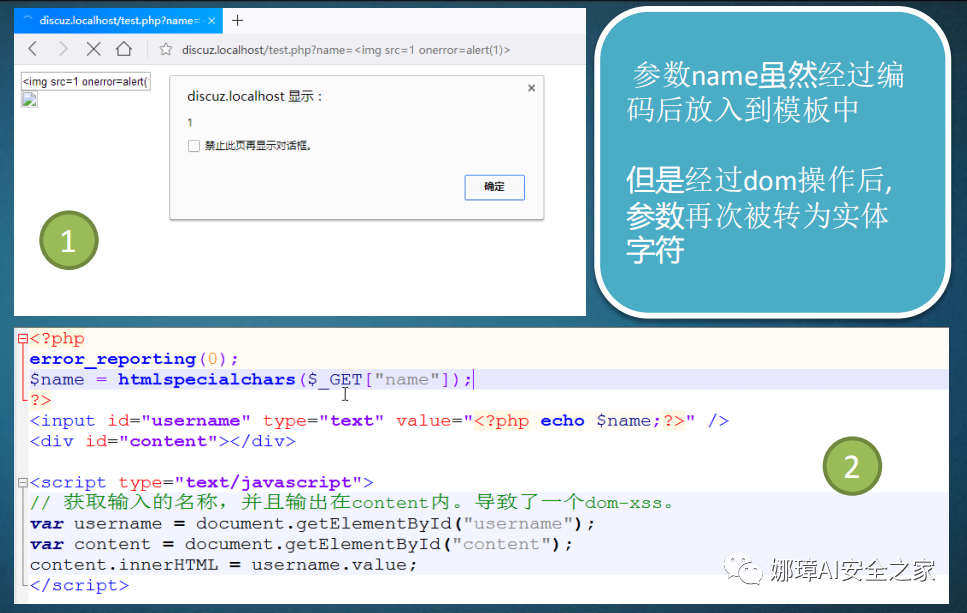 discuz.localhost/test.php?name=
discuz.localhost/test.php?name=<img src=1 onerror=alert(1)>
<img src=1 onerror=alert(
discuz.localhost 显示：
1
禁止此页再显示对话框。
确定
1
参数name虽然经过编
码后放入到模板中
但是经过dom操作后,
参数再次被转为实体
字符
<?php
error_reporting(0);
$name = htmlspecialchars($_GET["name"]);
?>
<input id="username" type="text" value="<?php echo $name;?>" />
<div id="content"></div>
<script type="text/javascript">
// 获取输入的名称，并且输出在content内。导致了一个dom-xss。
var username = document.getElementById("username");
var content = document.getElementById("content");
content.innerHTML = username.value;
</script>
2
娜璋AI安全之家